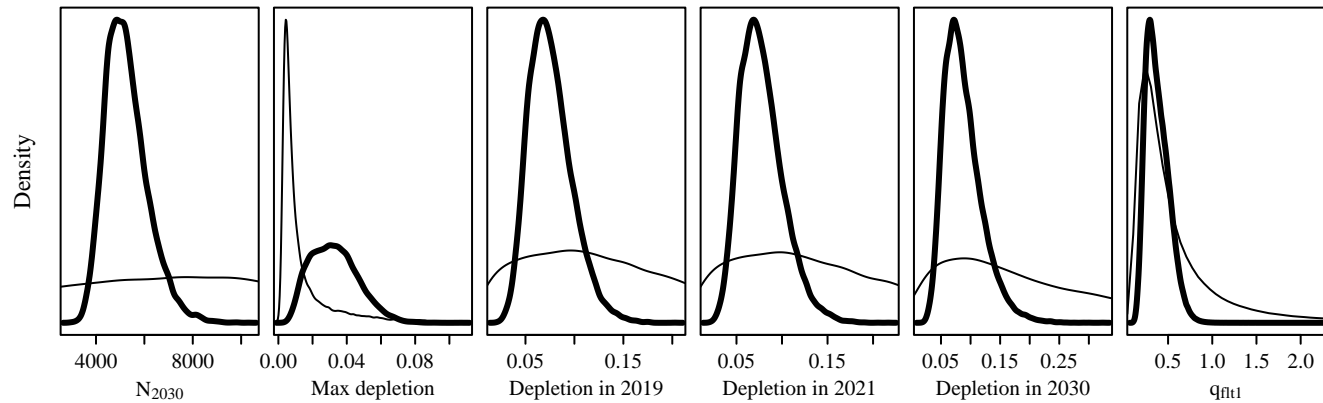 Density
4000 8000
N2030
0.00 0.04 0.08
Max depletion
0.05 0.15
Depletion in 2019
0.05 0.15
Depletion in 2021
0.05 0.15 0.25
Depletion in 2030
0.5 1.0 1.5 2.0
qflt1